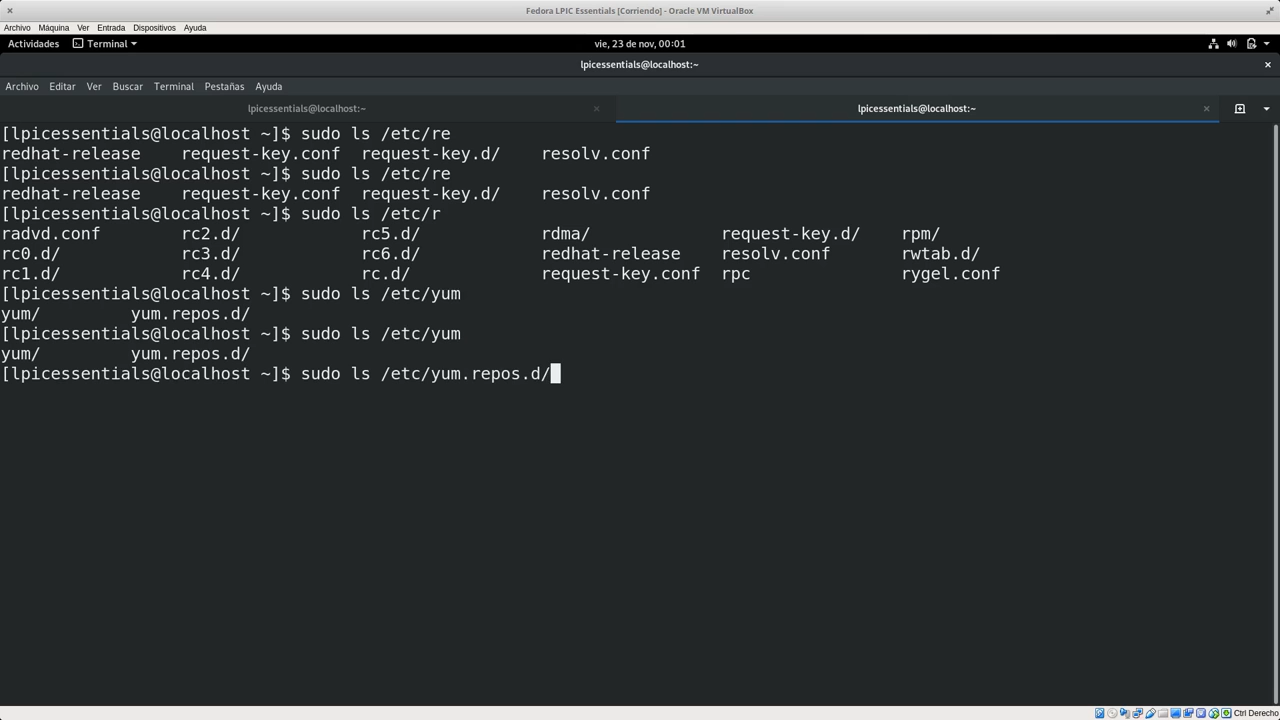 Fedora LPIC Essentials [Corriendo] - Oracle VM VirtualBox
Archivo Máquina Ver Entrada Dispositivos Ayuda
Actividades Terminal vie, 23 de nov, 00:01
lpicessentials@localhost:~
Archivo Editar Ver Buscar Terminal Pestañas Ayuda
lpicessentials@localhost:~ lpicessentials@localhost:~
[lpicessentials@localhost ~]$ sudo ls /etc/re
redhat-release request-key.conf request-key.d/ resolv.conf
[lpicessentials@localhost ~]$ sudo ls /etc/re
redhat-release request-key.conf request-key.d/ resolv.conf
[lpicessentials@localhost ~]$ sudo ls /etc/r
radvd.conf rc2.d/ rc5.d/ rdma/ request-key.d/ rpm/
rc0.d/ rc3.d/ rc6.d/ redhat-release resolv.conf rwtab.d/
rc1.d/ rc4.d/ rc.d/ request-key.conf rpc rygel.conf
[lpicessentials@localhost ~]$ sudo ls /etc/yum
yum/ yum.repos.d/
[lpicessentials@localhost ~]$ sudo ls /etc/yum
yum/ yum.repos.d/
[lpicessentials@localhost ~]$ sudo ls /etc/yum.repos.d/
Ctrl Derecho